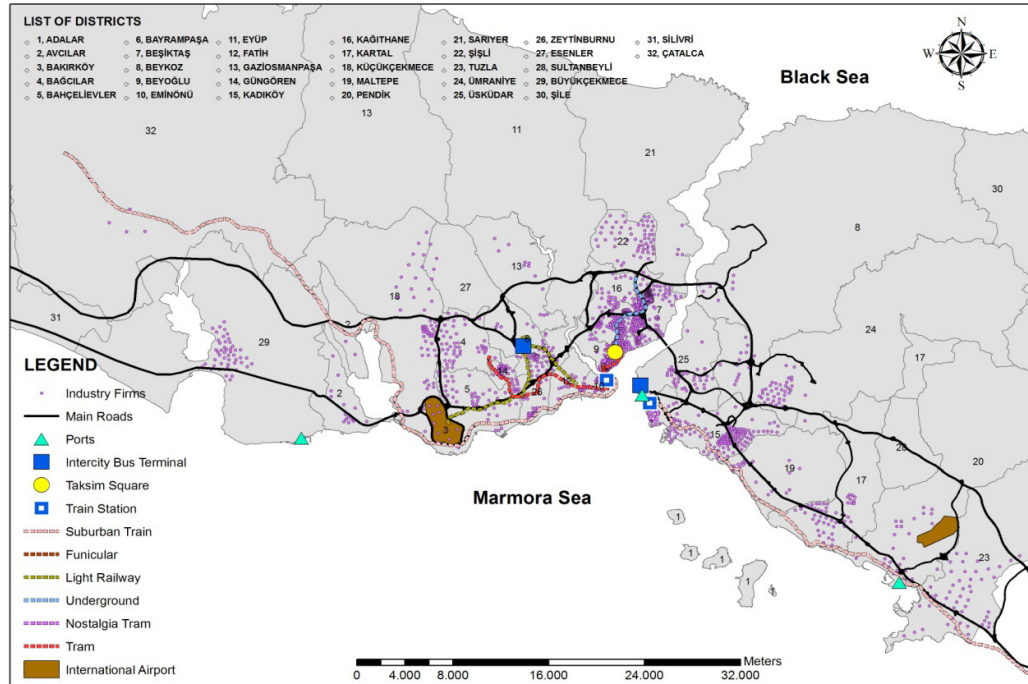 LIST OF DISTRICTS
1, ADALAR 6, BAYRAMPAŞA 11, EYÜP 16, KAĞITHANE 21, SARIYER 26, ZEYTİNBURNU 31, SİLİVRİ
2, AVCILAR 7, BEŞİKTAŞ 12, FATİH 17, KARTAL 22, ŞİŞLİ 27, ESENLER 32, ÇATALCA
3, BAKIRKÖY 8, BEYKOZ 13, GAZİOSMANPAŞA 18, KÜÇÜKÇEKMECE 23, TUZLA 28, SULTANBEYLİ
4, BAĞCILAR 9, BEYOĞLU 14, GÜNGÖREN 19, MALTEPE 24, ÜMRANİYE 29, BÜYÜKÇEKMECE
5, BAHÇELİEVLER 10, EMİNÖNÜ 15, KADIKÖY 20, PENDİK 25, ÜSKÜDAR 30, ŞİLE
N
W E
S
Black Sea
13
32
11
21
30
8
22
13
27
18
16
7
31
29
2
24
4
9
17
25
LEGEND
Industry Firms
Main Roads
Ports
Intercity Bus Terminal
Taksim Square
Train Station
Suburban Train
Funicular
Light Railway
Underground
Nostalgia Tram
Tram
International Airport
14
5
2
26
3
15
28
19
17
20
23
Marmora Sea
1
1
1
1
1
0 4.000 8.000 16.000 24.000 32.000
Meters